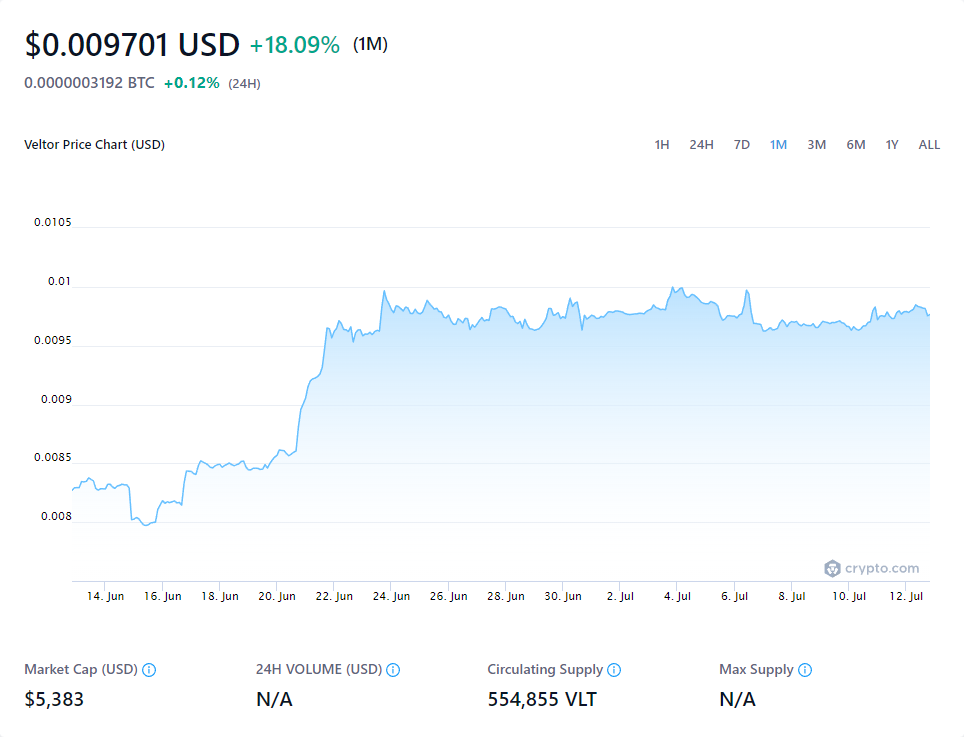 $0.009701 USD +18.09% (1M)
0.0000003192 BTC +0.12% (24H)
Veltor Price Chart (USD) 1H 24H 7D 1M 3M 6M 1Y ALL
0.0105
0.01
0.0095
0.009
0.0085
0.008
crypto.com
14. Jun 16. Jun 18. Jun 20. Jun 22. Jun 24. Jun 26. Jun 28. Jun 30. Jun 2. Jul 4. Jul 6. Jul 8. Jul 10. Jul 12. Jul
Market Cap (USD) 24H VOLUME (USD) Circulating Supply Max Supply
$5,383 N/A 554,855 VLT N/A